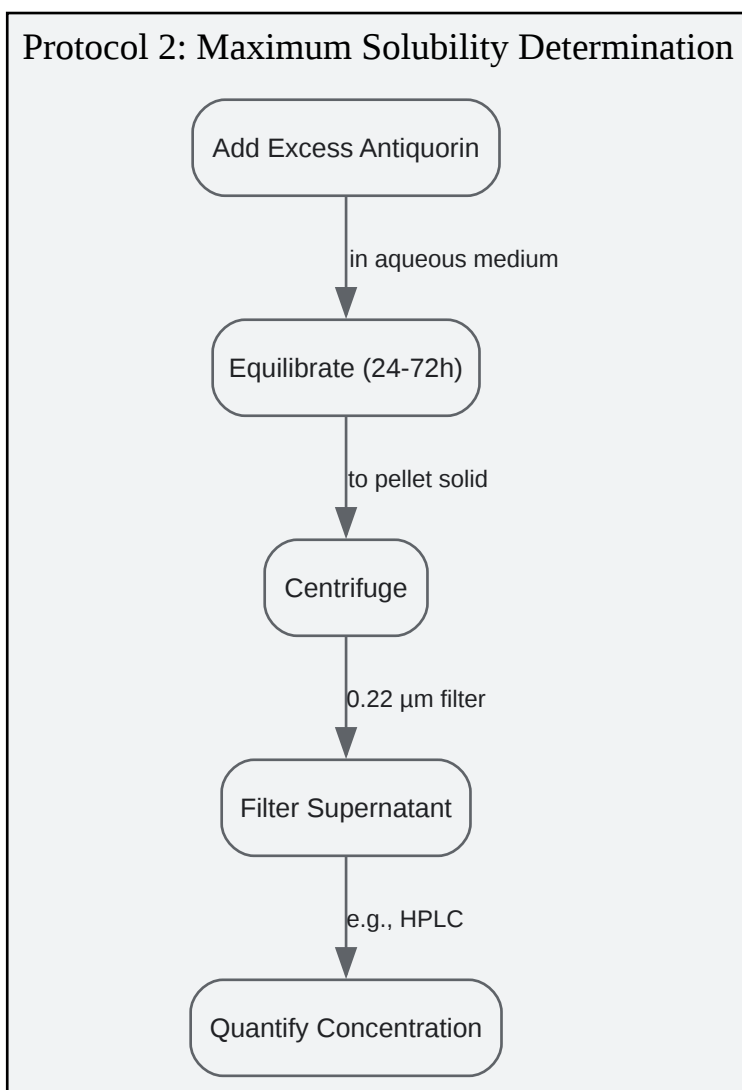 Protocol 2: Maximum Solubility Determination
Add Excess Antiquorin
in aqueous medium
Equilibrate (24-72h)
to pellet solid
Centrifuge
0.22 µm filter
Filter Supernatant
e.g., HPLC
Quantify Concentration